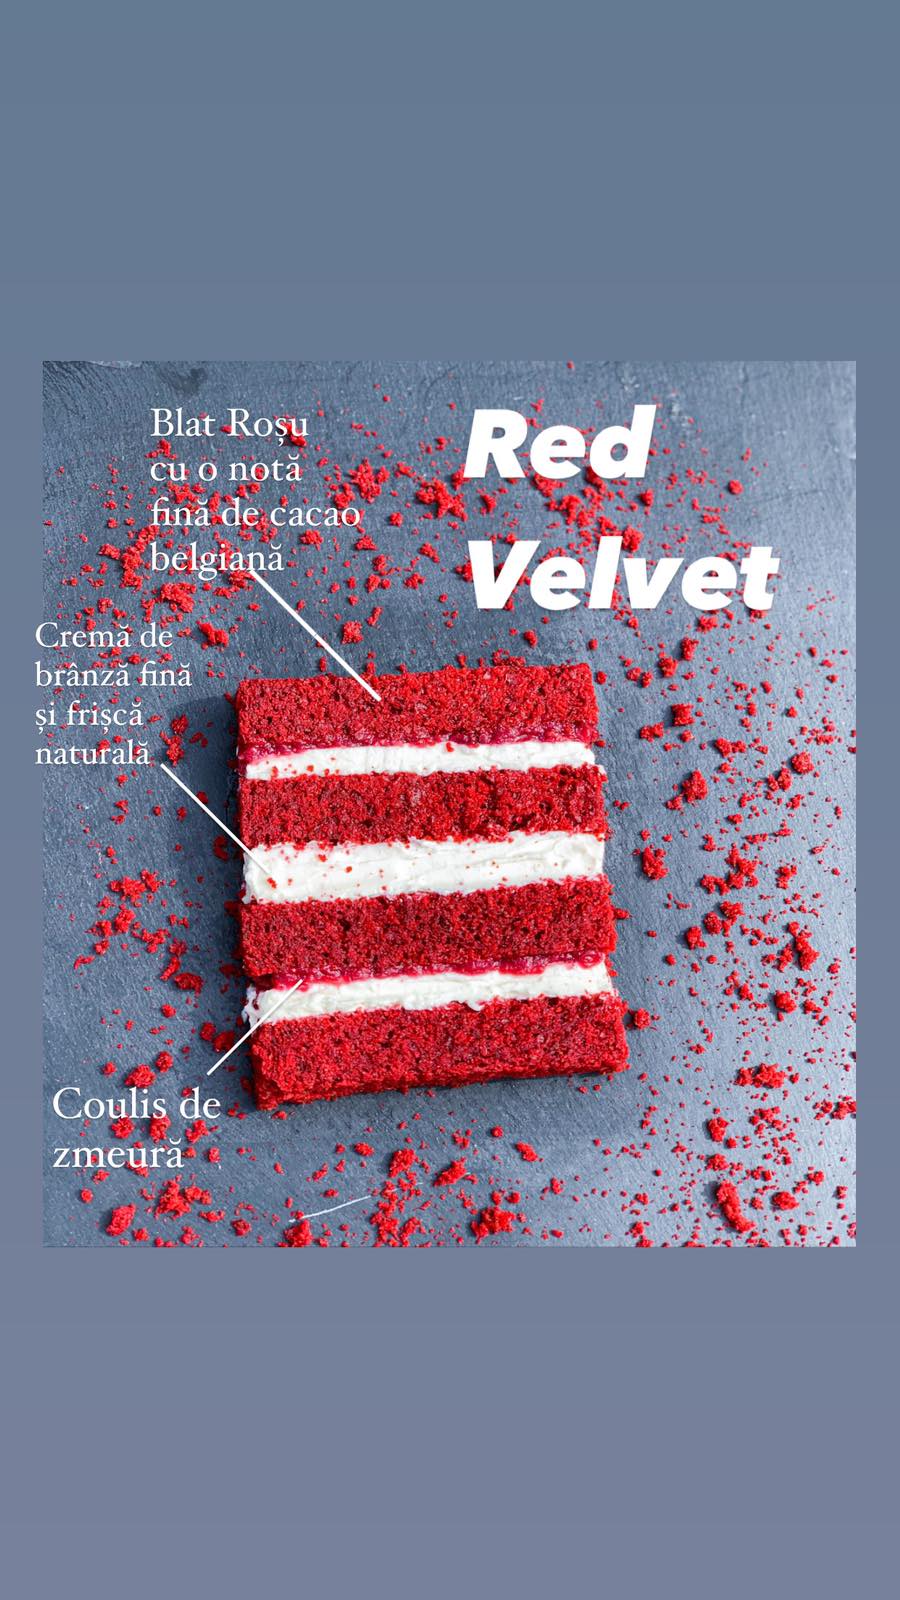 Red
Velvet
Blat Roșu
cu o notă
fină de cacao
belgiană
Cremă de
brânză fină
și frișcă
naturală
Coulis de
zmeură